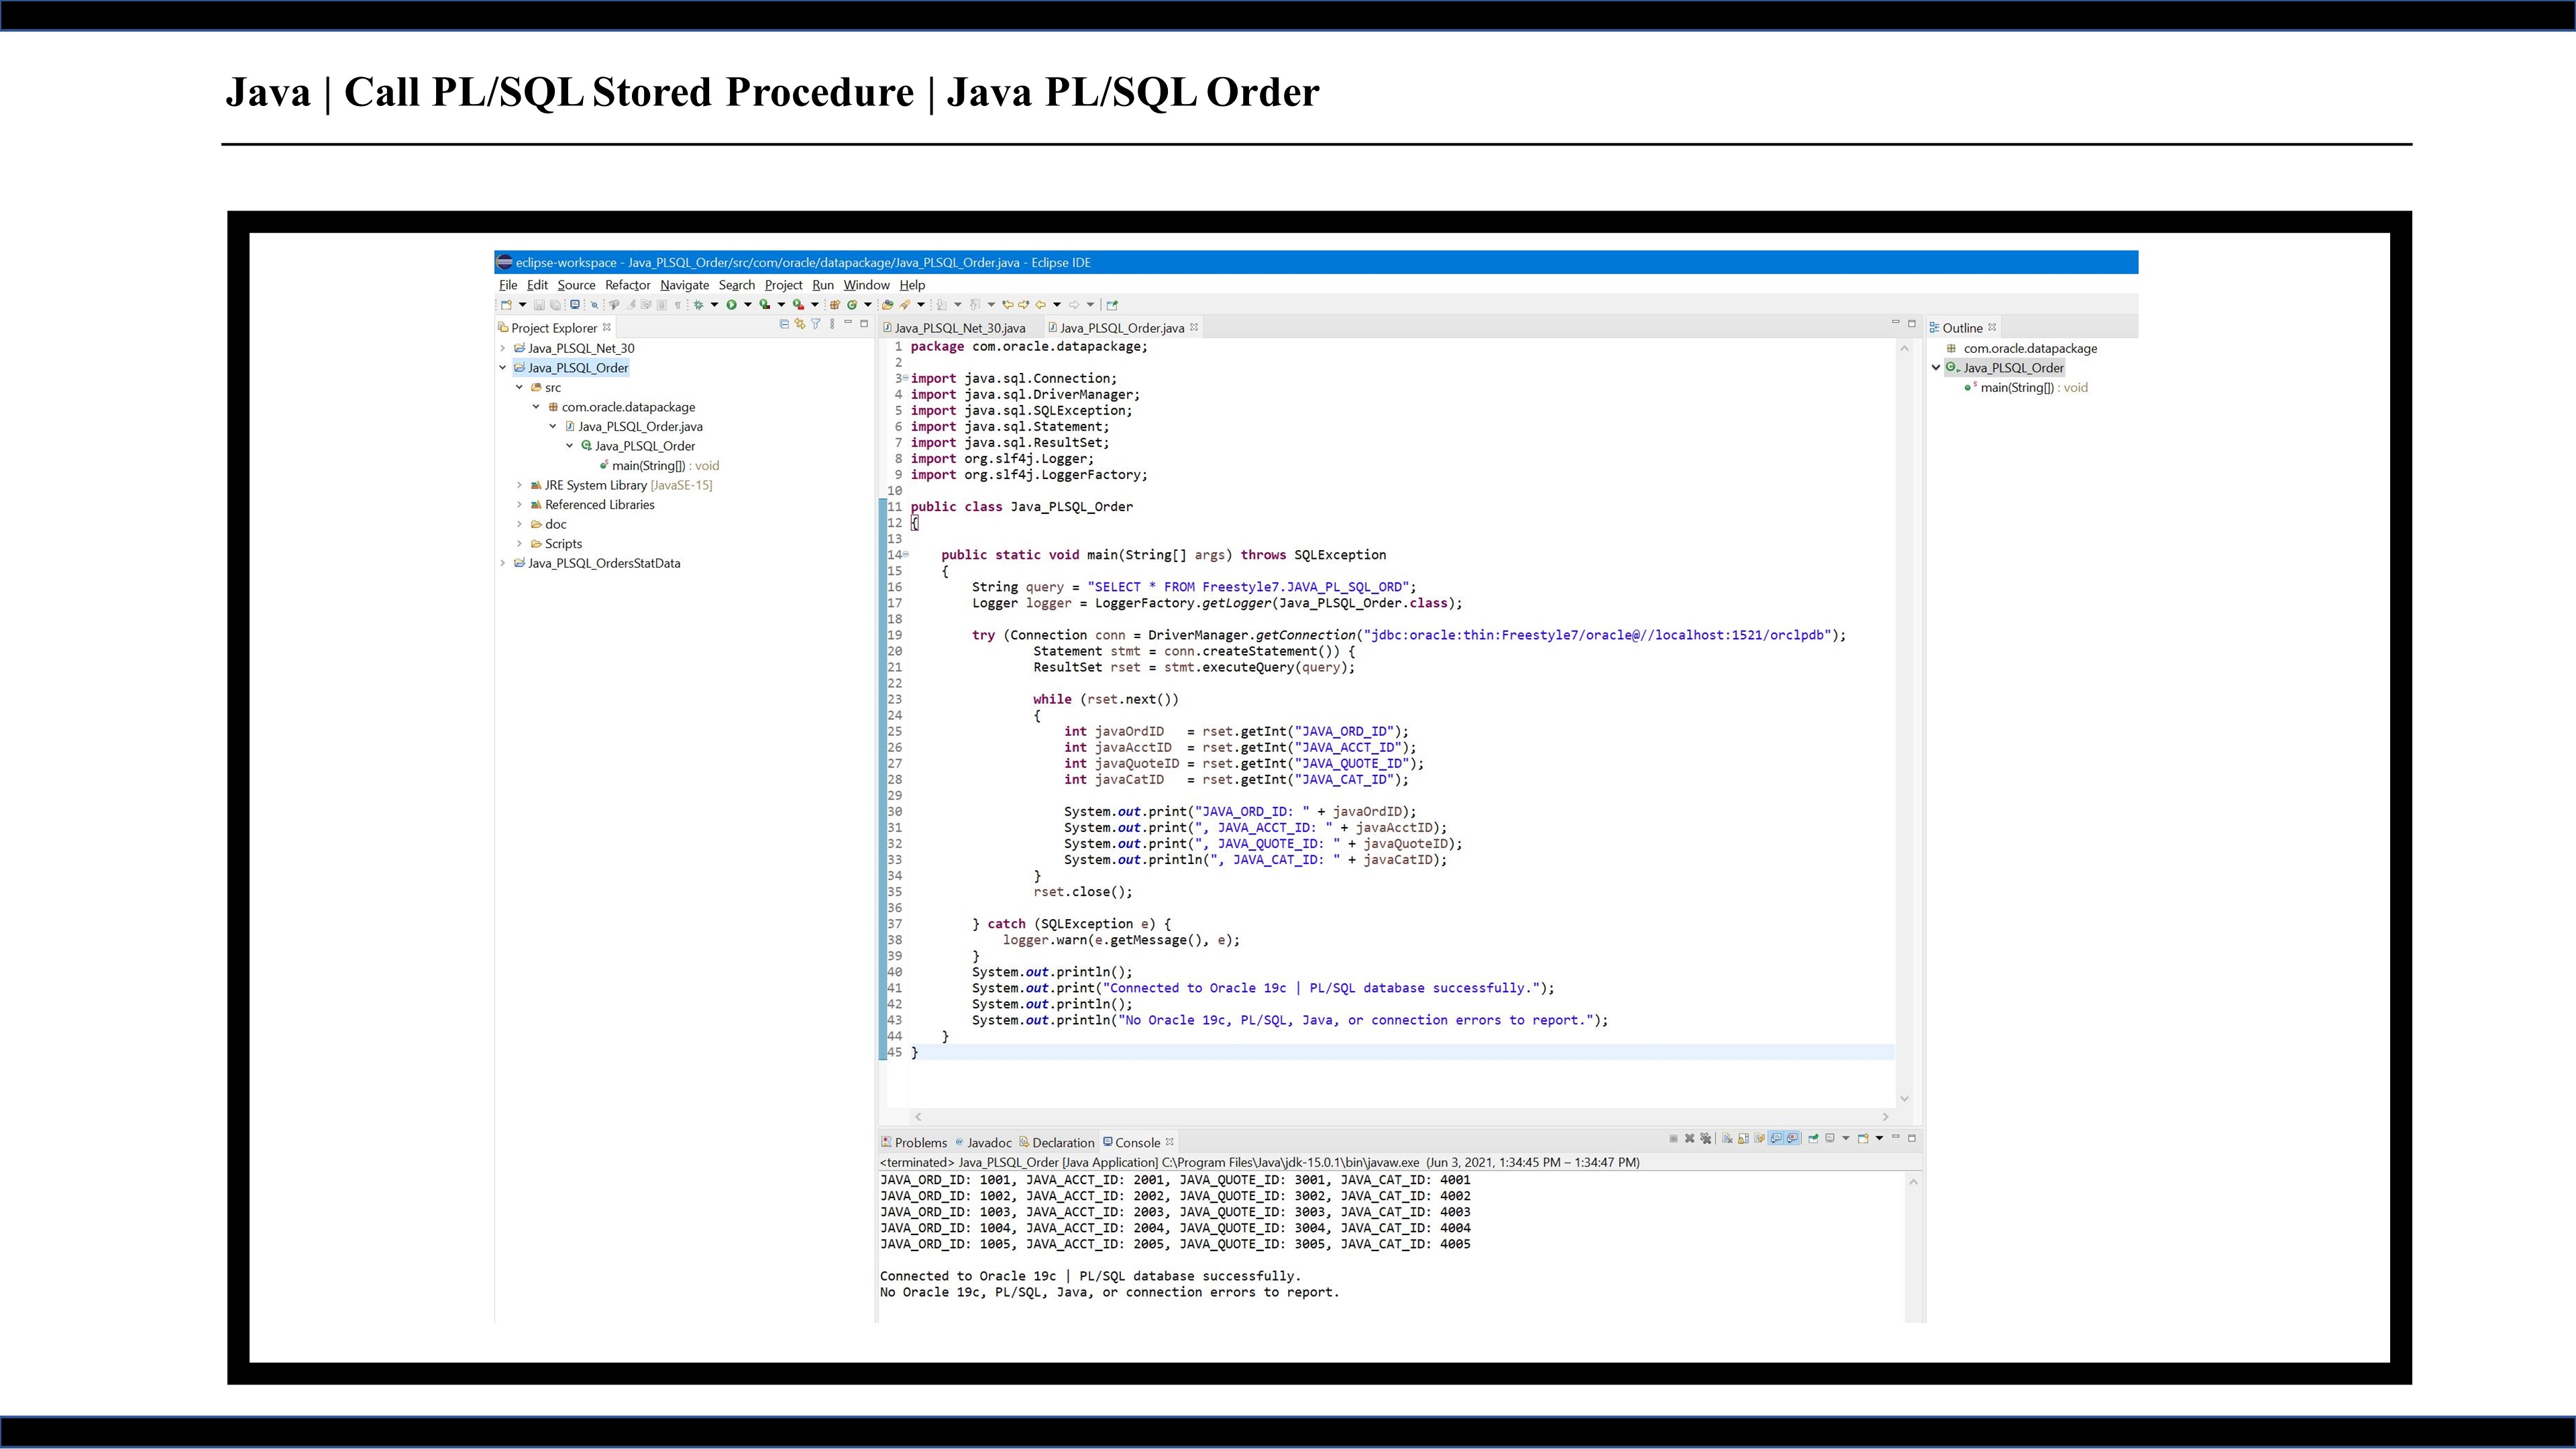 Java | Call PL/SQL Stored Procedure | Java PL/SQL Order
eclipse-workspace - Java_PLSQL_Order/src/com/oracle/datapackage/Java_PLSQL_Order.java - Eclipse IDE
File Edit Source Refactor Navigate Search Project Run Window Help
Project Explorer
Java_PLSQL_Net_30
Java_PLSQL_Order
src
com.oracle.datapackage
Java_PLSQL_Order.java
Java_PLSQL_Order
main(String[]) : void
JRE System Library [JavaSE-15]
Referenced Libraries
doc
Scripts
Java_PLSQL_OrdersStatData
Java_PLSQL_Net_30.java Java_PLSQL_Order.java
1 package com.oracle.datapackage;
2
3 import java.sql.Connection;
4 import java.sql.DriverManager;
5 import java.sql.SQLException;
6 import java.sql.Statement;
7 import java.sql.ResultSet;
8 import org.slf4j.Logger;
9 import org.slf4j.LoggerFactory;
10
11 public class Java_PLSQL_Order
12 {
13
14 public static void main(String[] args) throws SQLException
15 {
16 String query = "SELECT * FROM Freestyle7.JAVA_PL_SQL_ORD";
17 Logger logger = LoggerFactory.getLogger(Java_PLSQL_Order.class);
18
19 try (Connection conn = DriverManager.getConnection("jdbc:oracle:thin:Freestyle7/oracle@//localhost:1521/orclpdb");
20 Statement stmt = conn.createStatement()) {
21 ResultSet rset = stmt.executeQuery(query);
22
23 while (rset.next())
24 {
25 int javaOrdID = rset.getInt("JAVA_ORD_ID");
26 int javaAcctID = rset.getInt("JAVA_ACCT_ID");
27 int javaQuoteID = rset.getInt("JAVA_QUOTE_ID");
28 int javaCatID = rset.getInt("JAVA_CAT_ID");
29
30 System.out.print("JAVA_ORD_ID: " + javaOrdID);
31 System.out.print(", JAVA_ACCT_ID: " + javaAcctID);
32 System.out.print(", JAVA_QUOTE_ID: " + javaQuoteID);
33 System.out.println(", JAVA_CAT_ID: " + javaCatID);
34 }
35 rset.close();
36
37 } catch (SQLException e) {
38 logger.warn(e.getMessage(), e);
39 }
40 System.out.println();
41 System.out.print("Connected to Oracle 19c | PL/SQL database successfully.");
42 System.out.println();
43 System.out.println("No Oracle 19c, PL/SQL, Java, or connection errors to report.");
44 }
45 }
Outline
com.oracle.datapackage
Java_PLSQL_Order
main(String[]) : void
Problems Javadoc Declaration Console
<terminated> Java_PLSQL_Order [Java Application] C:\Program Files\Java\jdk-15.0.1\bin\javaw.exe (Jun 3, 2021, 1:34:45 PM – 1:34:47 PM)
JAVA_ORD_ID: 1001, JAVA_ACCT_ID: 2001, JAVA_QUOTE_ID: 3001, JAVA_CAT_ID: 4001
JAVA_ORD_ID: 1002, JAVA_ACCT_ID: 2002, JAVA_QUOTE_ID: 3002, JAVA_CAT_ID: 4002
JAVA_ORD_ID: 1003, JAVA_ACCT_ID: 2003, JAVA_QUOTE_ID: 3003, JAVA_CAT_ID: 4003
JAVA_ORD_ID: 1004, JAVA_ACCT_ID: 2004, JAVA_QUOTE_ID: 3004, JAVA_CAT_ID: 4004
JAVA_ORD_ID: 1005, JAVA_ACCT_ID: 2005, JAVA_QUOTE_ID: 3005, JAVA_CAT_ID: 4005
Connected to Oracle 19c | PL/SQL database successfully.
No Oracle 19c, PL/SQL, Java, or connection errors to report.